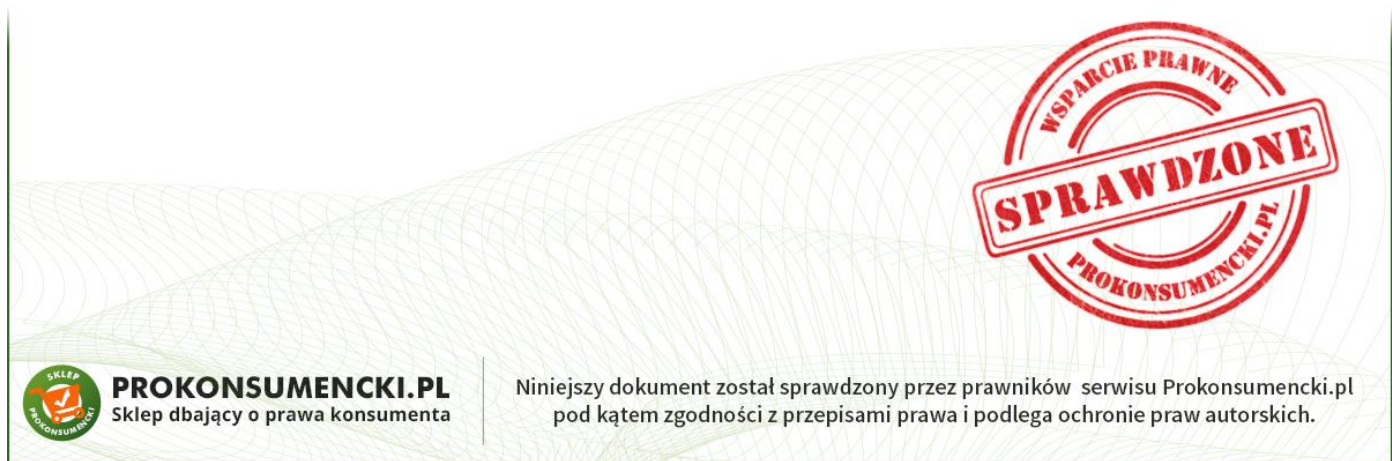 WSPARCIE PRAWNE
SPRAWDZONE
PROKONSUMENCKI.PL
SKLEP
PROKONSUMENCKI
PROKONSUMENCKI.PL
Sklep dbający o prawa konsumenta
Niniejszy dokument został sprawdzony przez prawników serwisu Prokonsumencki.pl
pod kątem zgodności z przepisami prawa i podlega ochronie praw autorskich.